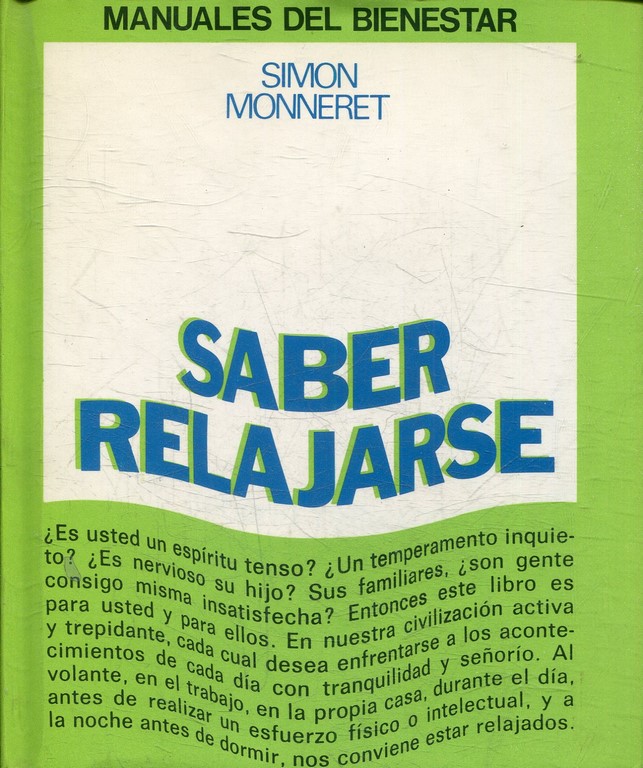 MANUALES DEL BIENESTAR
SIMON
MONNERET
SABER
RELAJARSE
¿Es usted un espíritu tenso? ¿Un temperamento inquie-
to? ¿Es nervioso su hijo? Sus familiares, ¿son gente
consigo misma insatisfecha? Entonces este libro es
para usted y para ellos. En nuestra civilización activa
y trepidante, cada cual desea enfrentarse a los aconte-
cimientos de cada día con tranquilidad y señorío. Al
volante, en el trabajo, en la propia casa, durante el día,
antes de realizar un esfuerzo físico o intelectual, y a
la noche antes de dormir, nos conviene estar relajados.